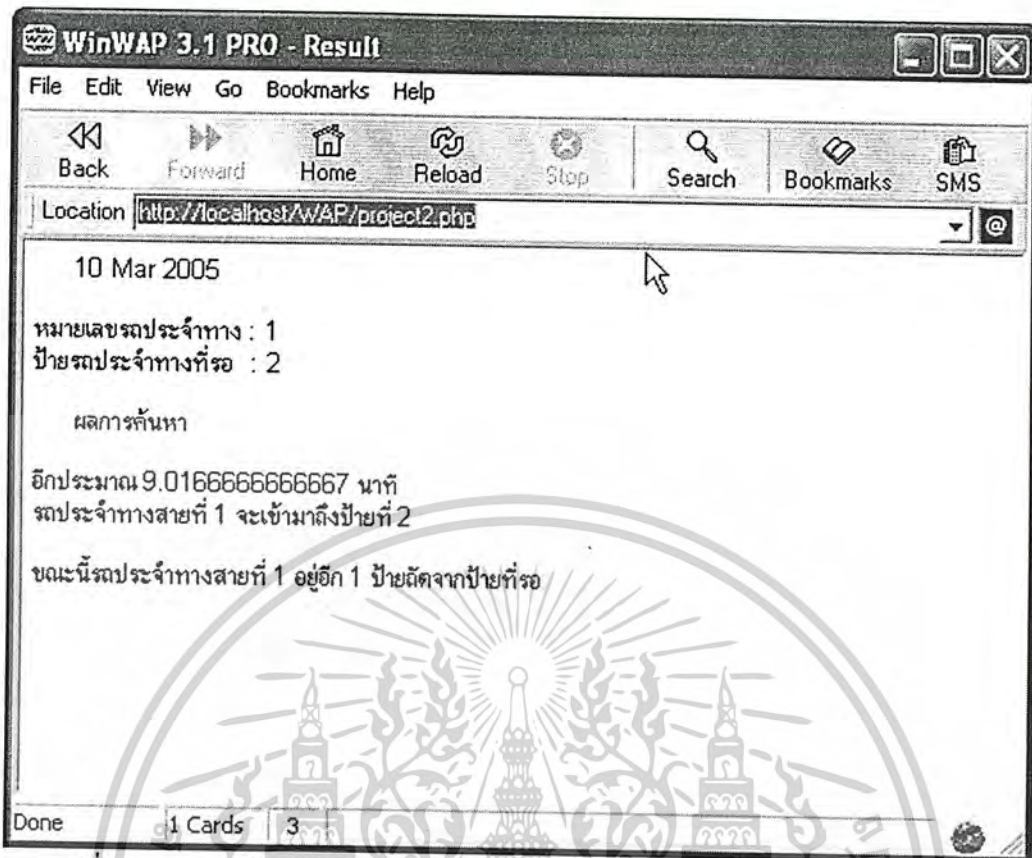 WinWAP 3.1 PRO - Result
File Edit View Go Bookmarks Help
Back Forward Home Reload Stop Search Bookmarks SMS
Location http://localhost/WAP/project2.php @
10 Mar 2005
หมายเลขรถประจำทาง : 1
ป้ายรถประจำทางที่รอ : 2
ผลการค้นหา
อีกประมาณ 9.0166666666667 นาที
รถประจำทางสายที่ 1 จะเข้ามาถึงป้ายที่ 2
ขณะนี้รถประจำทางสายที่ 1 อยู่อีก 1 ป้ายถัดจากป้ายที่รอ
Done 1 Cards 3